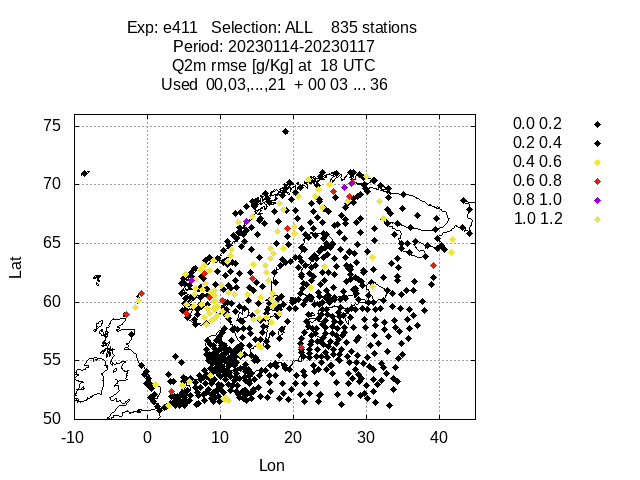 Exp: e411 Selection: ALL 835 stations
Period: 20230114-20230117
Q2m rmse [g/Kg] at 18 UTC
Used 00,03,...,21 + 00 03 ... 36
0.0 0.2
0.2 0.4
0.4 0.6
0.6 0.8
0.8 1.0
1.0 1.2
75
70
65
60
55
50
Lat
-10 0 10 20 30 40
Lon